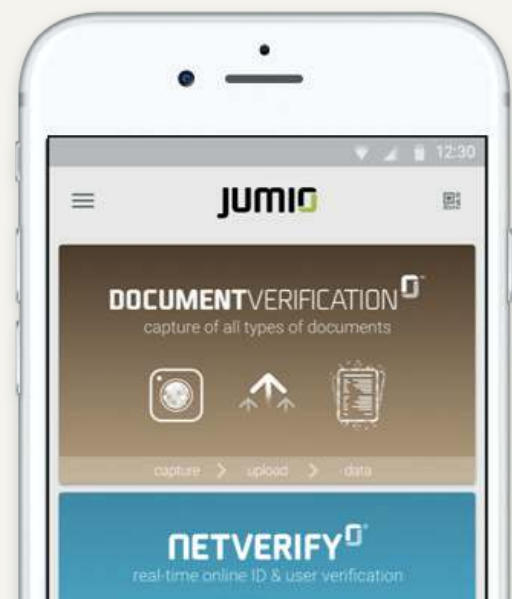 12:30
JUMIO
DOCUMENTVERIFICATION™
capture of all types of documents
capture > upload > data
NETVERIFY
real-time online ID & user verification